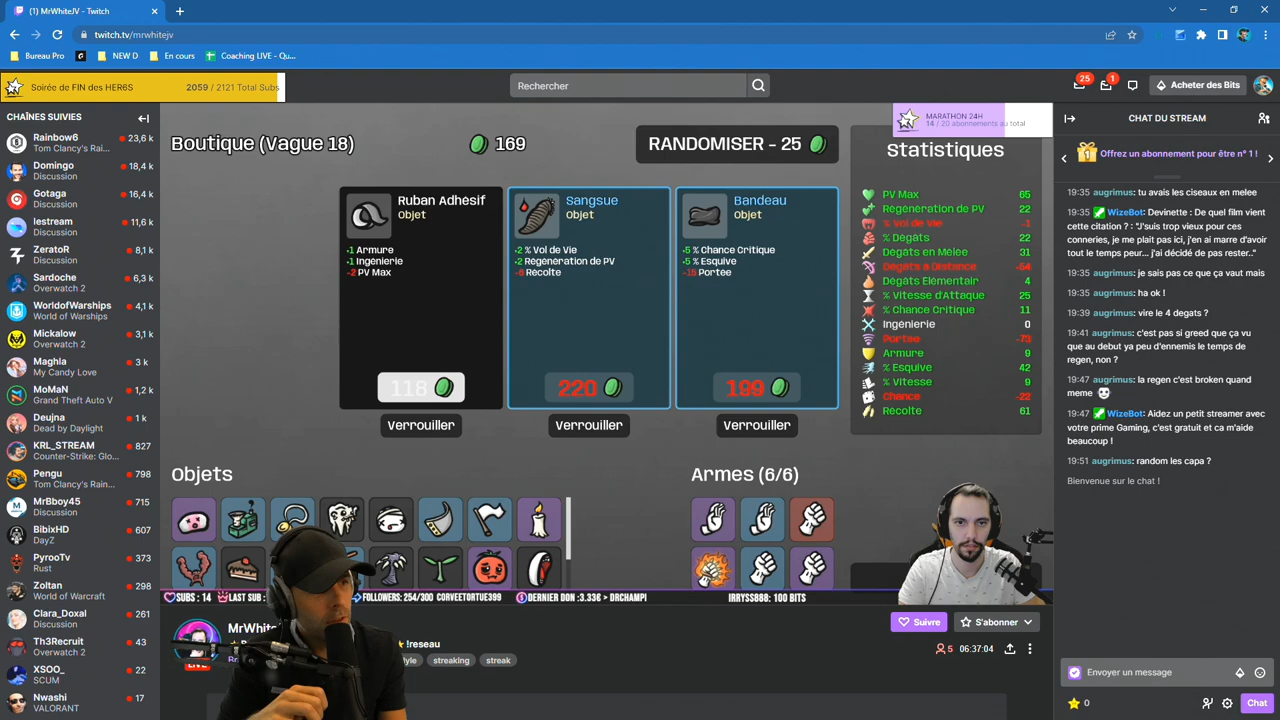 (1) MrWhiteJV - Twitch
twitch.tv/mrwhitejv
Bureau Pro
NEW D
En cours
Coaching LIVE - Qu...
Soirée de FIN des HER6S
2059 / 2121 Total Subs
Rechercher
25
1
Acheter des Bits
CHAÎNES SUIVIES
Rainbow6
23,6 k
Tom Clancy's Rai...
Domingo
18,4 k
Discussion
Gotaga
16,4 k
Discussion
Iestream
11,6 k
Discussion
ZeratoR
8,1 k
Discussion
Sardoche
6,3 k
Overwatch 2
WorldofWarships
4,1 k
World of Warships
Mickalow
3,1 k
Overwatch 2
Maghla
3 k
My Candy Love
MoMaN
1,2 k
Grand Theft Auto V
Deujna
1 k
Dead by Daylight
KRL_STREAM
827
Counter-Strike: Glo...
Pengu
798
Tom Clancy's Rain...
MrBboy45
715
Discussion
BibixHD
607
DayZ
PyrooTv
373
Rust
Zoltan
298
World of Warcraft
Clara_Doxal
261
Discussion
Th3Recruit
43
Overwatch 2
XSOO_
22
SCUM
Nwashi
17
VALORANT
Boutique (Vague 18)
169
RANDOMISER - 25
MARATHON 24H
14 / 20 abonnements au total
Statistiques
Ruban Adhésif
Objet
+1 Armure
+1 Ingénierie
-2 PV Max
118
Verrouiller
Sangsue
Objet
+2 % Vol de Vie
+2 Régénération de PV
-6 Récolte
220
Verrouiller
Bandeau
Objet
+5 % Chance Critique
+5 % Esquive
-15 Portée
199
Verrouiller
PV Max 65
Régénération de PV 22
% Vol de Vie -1
% Dégâts 22
Dégâts en Mêlée 31
Dégâts à Distance -54
Dégâts Élémentair 4
% Vitesse d'Attaque 25
% Chance Critique 11
Ingénierie 0
Portée -73
Armure 9
% Esquive 42
% Vitesse 9
Chance -22
Récolte 61
Objets
Armes (6/6)
SUBS : 14
LAST SUB :
FOLLOWERS: 254/300 CORVEETORTUE399
DERNIER DON :3.33€ > DRCHAMPI
IRRYSS888: 100 BITS
MrWhite
!reseau
LIVE
streaking
streak
Suivre
S'abonner
5
06:37:04
CHAT DU STREAM
1
Offrez un abonnement pour être n° 1 !
19:35 augrimus: tu avais les ciseaux en melee
19:35 WizeBot: Devinette : De quel film vient
cette citation ? : "J'suis trop vieux pour ces
conneries, je me plait pas ici, j'en ai marre d'avoir
tout le temps peur... j'ai décidé de pas rester.."
19:35 augrimus: je sais pas ce que ça vaut mais
19:35 augrimus: ha ok !
19:39 augrimus: vire le 4 degats ?
19:41 augrimus: c'est pas si greed que ça vu
que au debut ya peu d'ennemis le temps de
regen, non ?
19:47 augrimus: la regen c'est broken quand
meme
19:47 WizeBot: Aidez un petit streamer avec
votre prime Gaming, c'est gratuit et ca m'aide
beaucoup !
19:51 augrimus: random les capa ?
Bienvenue sur le chat !
Envoyer un message
0
Chat